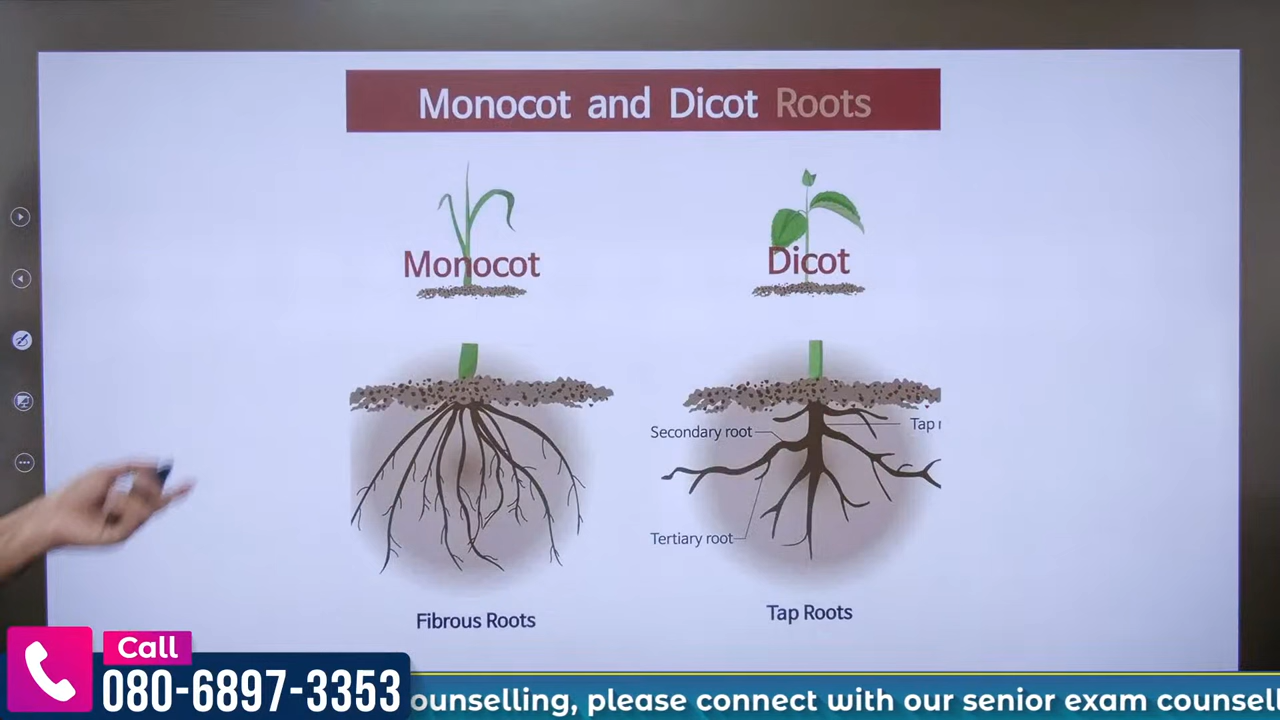 Monocot and Dicot Roots
Monocot
Dicot
Secondary root
Tap
Tertiary root
Fibrous Roots
Tap Roots
Call
080-6897-3353
ounselling, please connect with our senior exam counsell